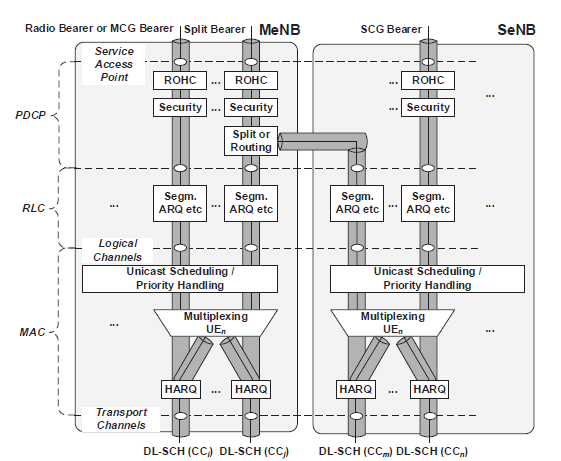 Radio Bearer or MCG Bearer Split Bearer MeNB SCG Bearer SeNB
Service
Access
Point
ROHC ... ROHC ... ROHC
...
Security ... Security ... Security
PDCP
Split or
Routing
RLC
... Segm.
ARQ etc ... Segm.
ARQ etc Segm.
ARQ etc ... Segm.
ARQ etc ...
Logical
Channels
Unicast Scheduling /
Priority Handling
Unicast Scheduling /
Priority Handling
MAC
...
Multiplexing
UEn
Multiplexing
UEn
...
HARQ ... HARQ HARQ ... HARQ
Transport
Channels
DL-SCH (CCi) DL-SCH (CCj) DL-SCH (CCm) DL-SCH (CCn)